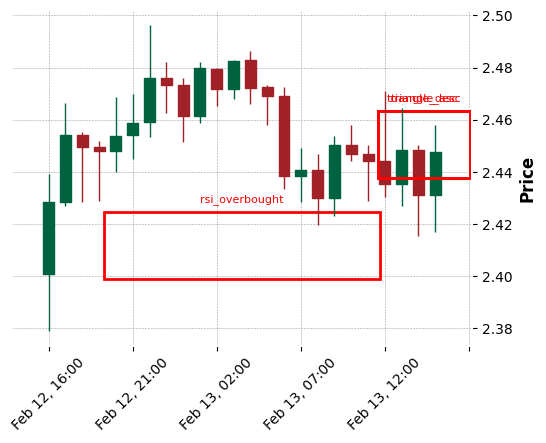 2.50
2.48
2.46
2.44
2.42
2.40
2.38
Price
rsi_overbought
Feb 12, 16:00
Feb 12, 21:00
Feb 13, 02:00
Feb 13, 07:00
Feb 13, 12:00